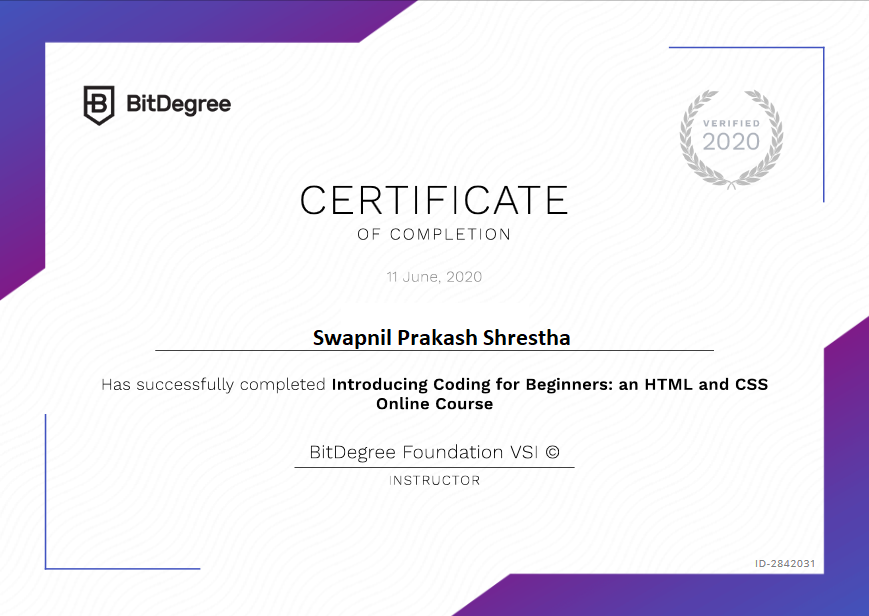 BitDegree
VERIFIED
2020
CERTIFICATE
OF COMPLETION
11 June, 2020
Swapnil Prakash Shrestha
Has successfully completed Introducing Coding for Beginners: an HTML and CSS
Online Course
BitDegree Foundation VSI ©
INSTRUCTOR
ID-2842031